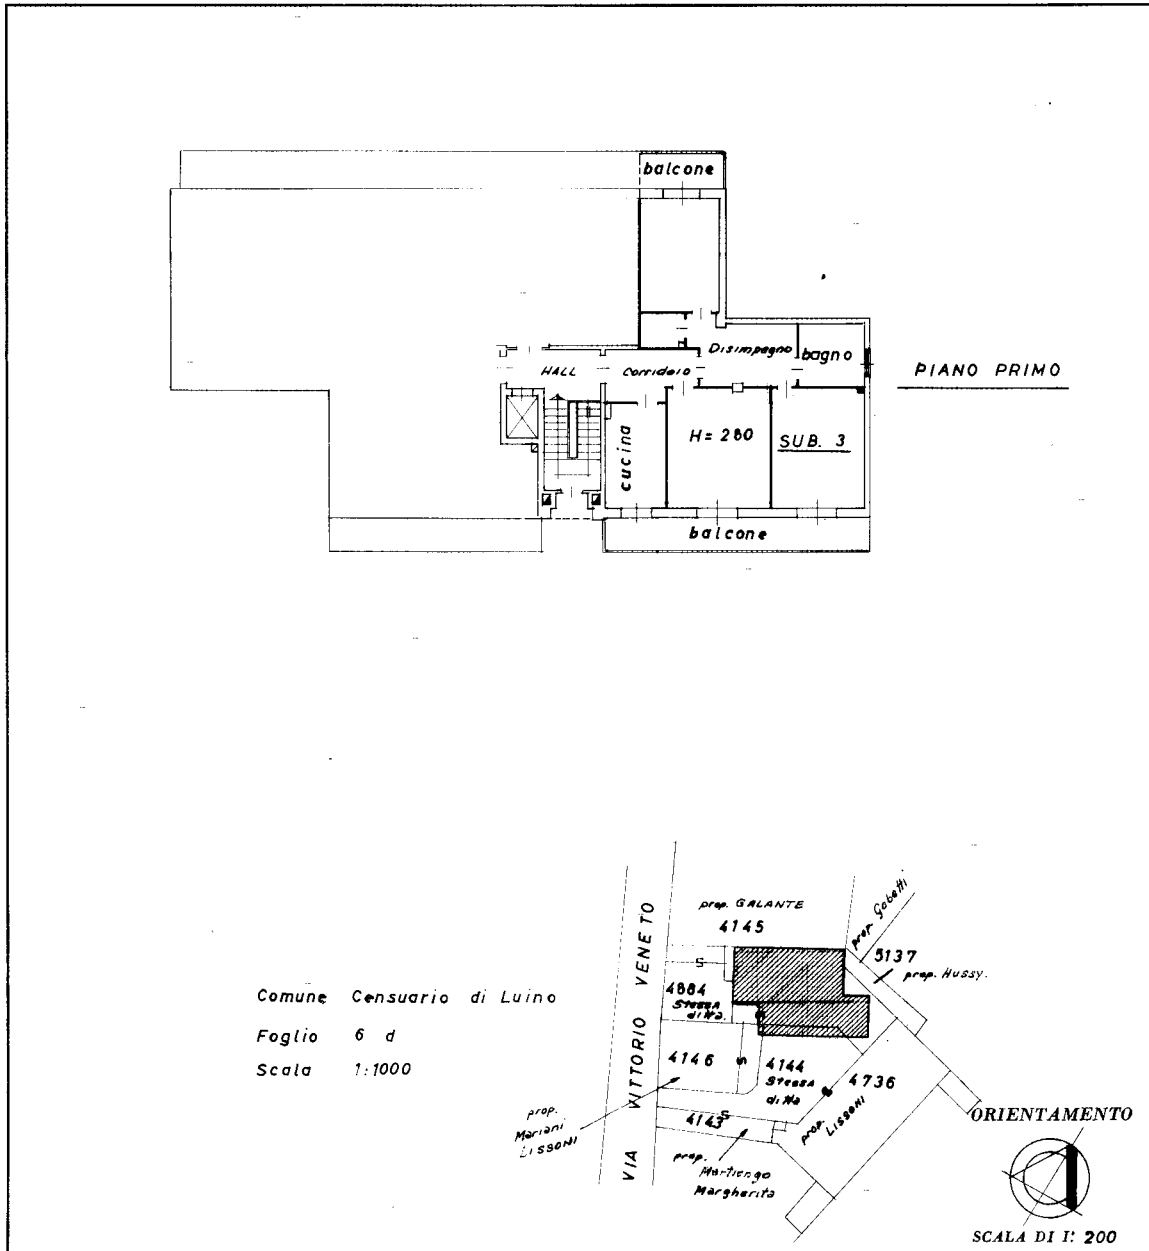 balcone
Disimpegno
bagno
HALL
Corridoio
PIANO PRIMO
cucina
H= 280
SUB. 3
balcone
VIA VITTORIO VENETO
prop. GALANTE
4145
prop. Gobetti
5137
prop. Hussy.
S
4884
Stessa
ditta.
Comune Censuario di Luino
Foglio 6 d
Scala 1:1000
4146
S
4144
Stessa
ditta
4736
prop.
LISSONI
prop.
Mariani
LISSONI
S
4143
prop.
Martiengo
Margherita
ORIENTAMENTO
SCALA DI 1: 200